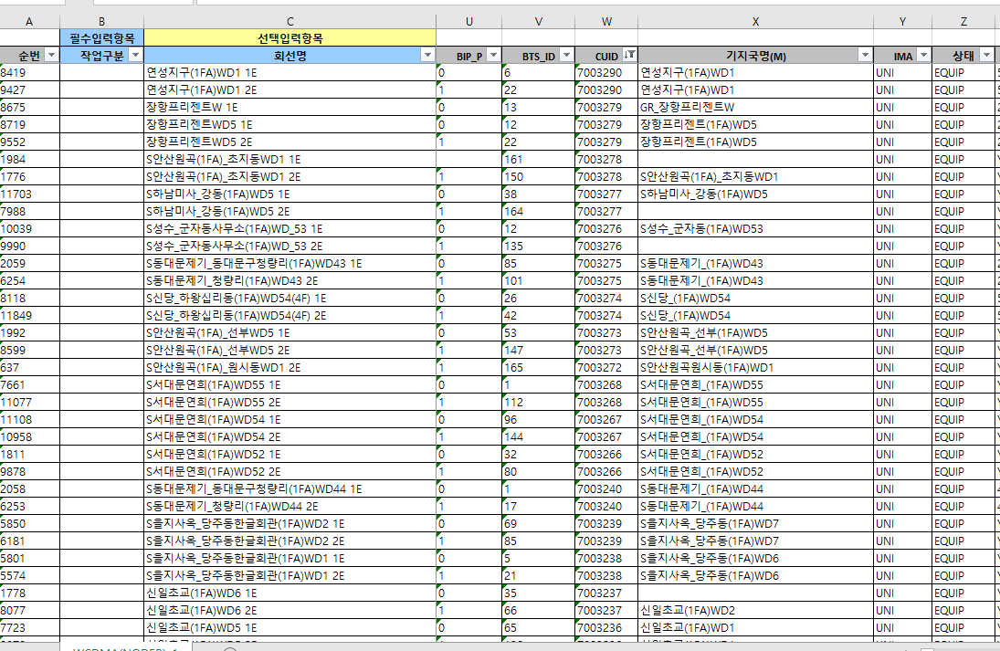 A B C U V W X Y Z
필수입력항목 선택입력항목
순번 작업구분 회선명 BIP_P BTS_ID CUID 기지국명(M) IMA 상태
8419 연성지구(1FA)WD1 1E 0 6 7003290 연성지구(1FA)WD1 UNI EQUIP
9427 연성지구(1FA)WD1 2E 1 22 7003290 연성지구(1FA)WD1 UNI EQUIP
8675 장항프리젠트W 1E 0 13 7003279 GR_장항프리젠트W UNI EQUIP
8719 장항프리젠트WD5 1E 0 12 7003279 장항프리젠트(1FA)WD5 UNI EQUIP
9552 장항프리젠트WD5 2E 1 22 7003279 장항프리젠트(1FA)WD5 UNI EQUIP
1984 S안산원곡(1FA)_초지동WD1 1E 161 7003278 UNI EQUIP
1776 S안산원곡(1FA)_초지동WD1 2E 1 150 7003278 S안산원곡(1FA)_초지동WD1 UNI EQUIP
11703 S하남미사_강동(1FA)WD5 1E 0 38 7003277 S하남미사_강동(1FA)WD5 UNI EQUIP
7988 S하남미사_강동(1FA)WD5 2E 1 164 7003277 UNI EQUIP
10039 S성수_군자동사무소(1FA)WD_53 1E 0 12 7003276 S성수_군자동(1FA)WD53 UNI EQUIP
9990 S성수_군자동사무소(1FA)WD_53 2E 1 135 7003276 UNI EQUIP
2059 S동대문제기_동대문구청량리(1FA)WD43 1E 0 85 7003275 S동대문제기_(1FA)WD43 UNI EQUIP
6254 S동대문제기_청량리(1FA)WD43 2E 1 101 7003275 S동대문제기_(1FA)WD43 UNI EQUIP
8118 S신당_하왕십리동(1FA)WD54(4F) 1E 0 26 7003274 S신당_(1FA)WD54 UNI EQUIP
11849 S신당_하왕십리동(1FA)WD54(4F) 2E 1 42 7003274 S신당_(1FA)WD54 UNI EQUIP
1992 S안산원곡(1FA)_선부WD5 1E 0 53 7003273 S안산원곡_선부(1FA)WD5 UNI EQUIP
8599 S안산원곡(1FA)_선부WD5 2E 1 147 7003273 S안산원곡_선부(1FA)WD5 UNI EQUIP
637 S안산원곡(1FA)_원시동WD1 2E 1 165 7003272 S안산원곡원시동(1FA)WD1 UNI EQUIP
7661 S서대문연희(1FA)WD55 1E 0 1 7003268 S서대문연희_(1FA)WD55 UNI EQUIP
11077 S서대문연희(1FA)WD55 2E 1 112 7003268 S서대문연희_(1FA)WD55 UNI EQUIP
11108 S서대문연희(1FA)WD54 1E 0 96 7003267 S서대문연희_(1FA)WD54 UNI EQUIP
10958 S서대문연희(1FA)WD54 2E 1 144 7003267 S서대문연희_(1FA)WD54 UNI EQUIP
1811 S서대문연희(1FA)WD52 1E 0 32 7003266 S서대문연희_(1FA)WD52 UNI EQUIP
9878 S서대문연희(1FA)WD52 2E 1 80 7003266 S서대문연희_(1FA)WD52 UNI EQUIP
2058 S동대문제기_동대문구청량리(1FA)WD44 1E 0 1 7003240 S동대문제기_(1FA)WD44 UNI EQUIP
6253 S동대문제기_청량리(1FA)WD44 2E 1 17 7003240 S동대문제기_(1FA)WD44 UNI EQUIP
5850 S을지사옥_당주동한글회관(1FA)WD2 1E 0 69 7003239 S을지사옥_당주동(1FA)WD7 UNI EQUIP
6181 S을지사옥_당주동한글회관(1FA)WD2 2E 1 85 7003239 S을지사옥_당주동(1FA)WD7 UNI EQUIP
5801 S을지사옥_당주동한글회관(1FA)WD1 1E 0 5 7003238 S을지사옥_당주동(1FA)WD6 UNI EQUIP
5574 S을지사옥_당주동한글회관(1FA)WD1 2E 1 21 7003238 S을지사옥_당주동(1FA)WD6 UNI EQUIP
1778 신일초교(1FA)WD6 1E 0 35 7003237 UNI EQUIP
8077 신일초교(1FA)WD6 2E 1 66 7003237 신일초교(1FA)WD2 UNI EQUIP
7723 신일초교(1FA)WD5 1E 0 65 7003236 신일초교(1FA)WD1 UNI EQUIP